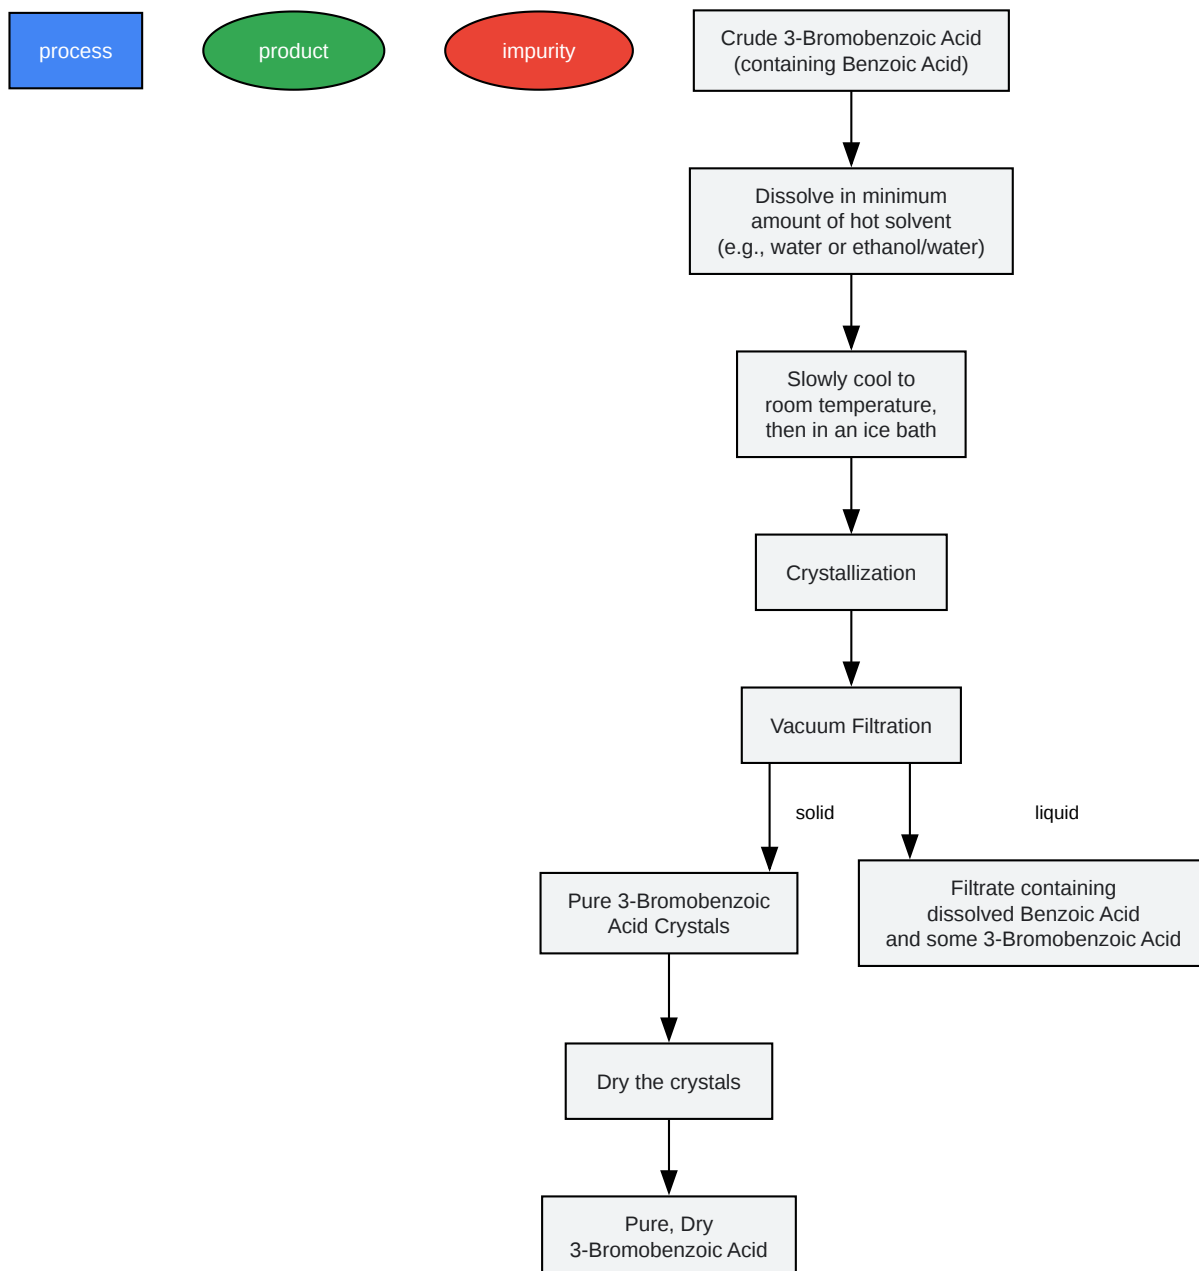 process
product
impurity
Crude 3-Bromobenzoic Acid
(containing Benzoic Acid)
Dissolve in minimum
amount of hot solvent
(e.g., water or ethanol/water)
Slowly cool to
room temperature,
then in an ice bath
Crystallization
Vacuum Filtration
solid
liquid
Pure 3-Bromobenzoic
Acid Crystals
Filtrate containing
dissolved Benzoic Acid
and some 3-Bromobenzoic Acid
Dry the crystals
Pure, Dry
3-Bromobenzoic Acid